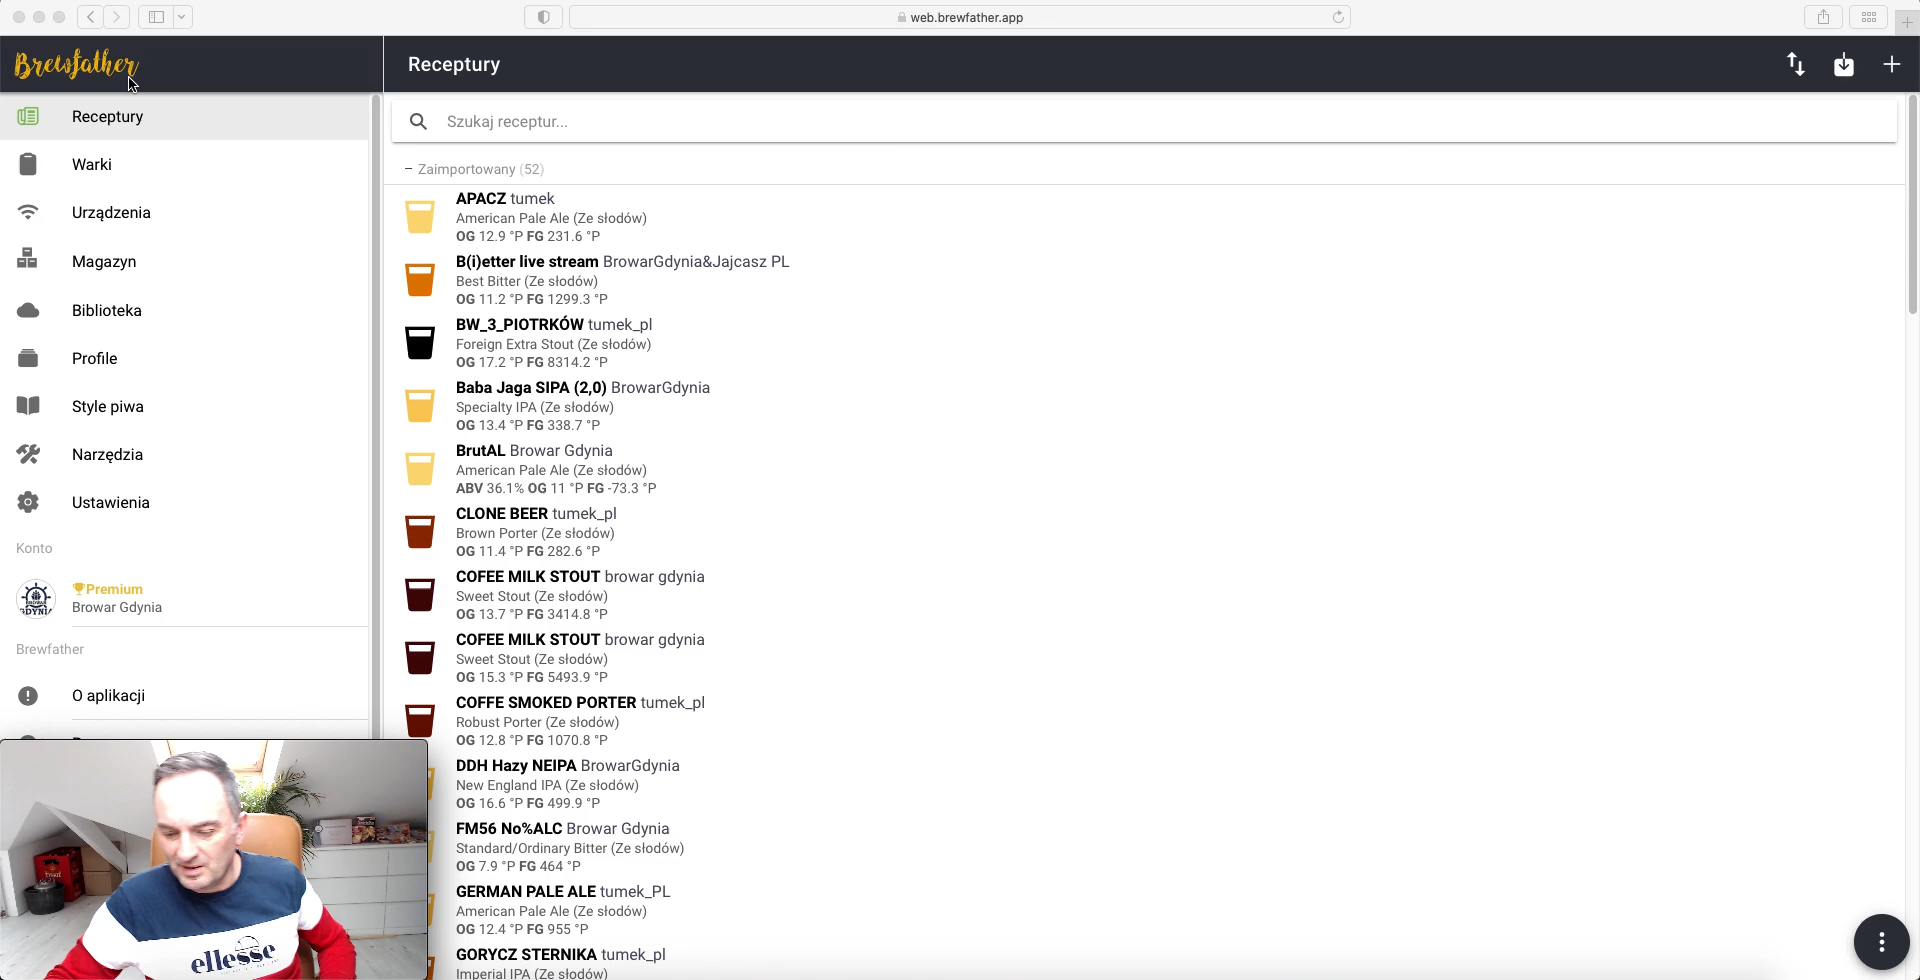 web.brewfather.app
Brewfather
Receptury
Receptury
Warki
Urządzenia
Magazyn
Biblioteka
Profile
Style piwa
Narzędzia
Ustawienia
Konto
Premium
Browar Gdynia
Brewfather
O aplikacji
Szukaj receptur...
– Zaimportowany (52)
APACZ tumek
American Pale Ale (Ze słodów)
OG 12.9 °P FG 231.6 °P
B(i)etter live stream BrowarGdynia&Jajcasz PL
Best Bitter (Ze słodów)
OG 11.2 °P FG 1299.3 °P
BW_3_PIOTRKÓW tumek_pl
Foreign Extra Stout (Ze słodów)
OG 17.2 °P FG 8314.2 °P
Baba Jaga SIPA (2,0) BrowarGdynia
Specialty IPA (Ze słodów)
OG 13.4 °P FG 338.7 °P
BrutAL Browar Gdynia
American Pale Ale (Ze słodów)
ABV 36.1% OG 11 °P FG -73.3 °P
CLONE BEER tumek_pl
Brown Porter (Ze słodów)
OG 11.4 °P FG 282.6 °P
COFEE MILK STOUT browar gdynia
Sweet Stout (Ze słodów)
OG 13.7 °P FG 3414.8 °P
COFEE MILK STOUT browar gdynia
Sweet Stout (Ze słodów)
OG 15.3 °P FG 5493.9 °P
COFFE SMOKED PORTER tumek_pl
Robust Porter (Ze słodów)
OG 12.8 °P FG 1070.8 °P
DDH Hazy NEIPA BrowarGdynia
New England IPA (Ze słodów)
OG 16.6 °P FG 499.9 °P
FM56 No%ALC Browar Gdynia
Standard/Ordinary Bitter (Ze słodów)
OG 7.9 °P FG 464 °P
GERMAN PALE ALE tumek_PL
American Pale Ale (Ze słodów)
OG 12.4 °P FG 955 °P
GORYCZ STERNIKA tumek_pl
Imperial IPA (Ze słodów)
ellesse